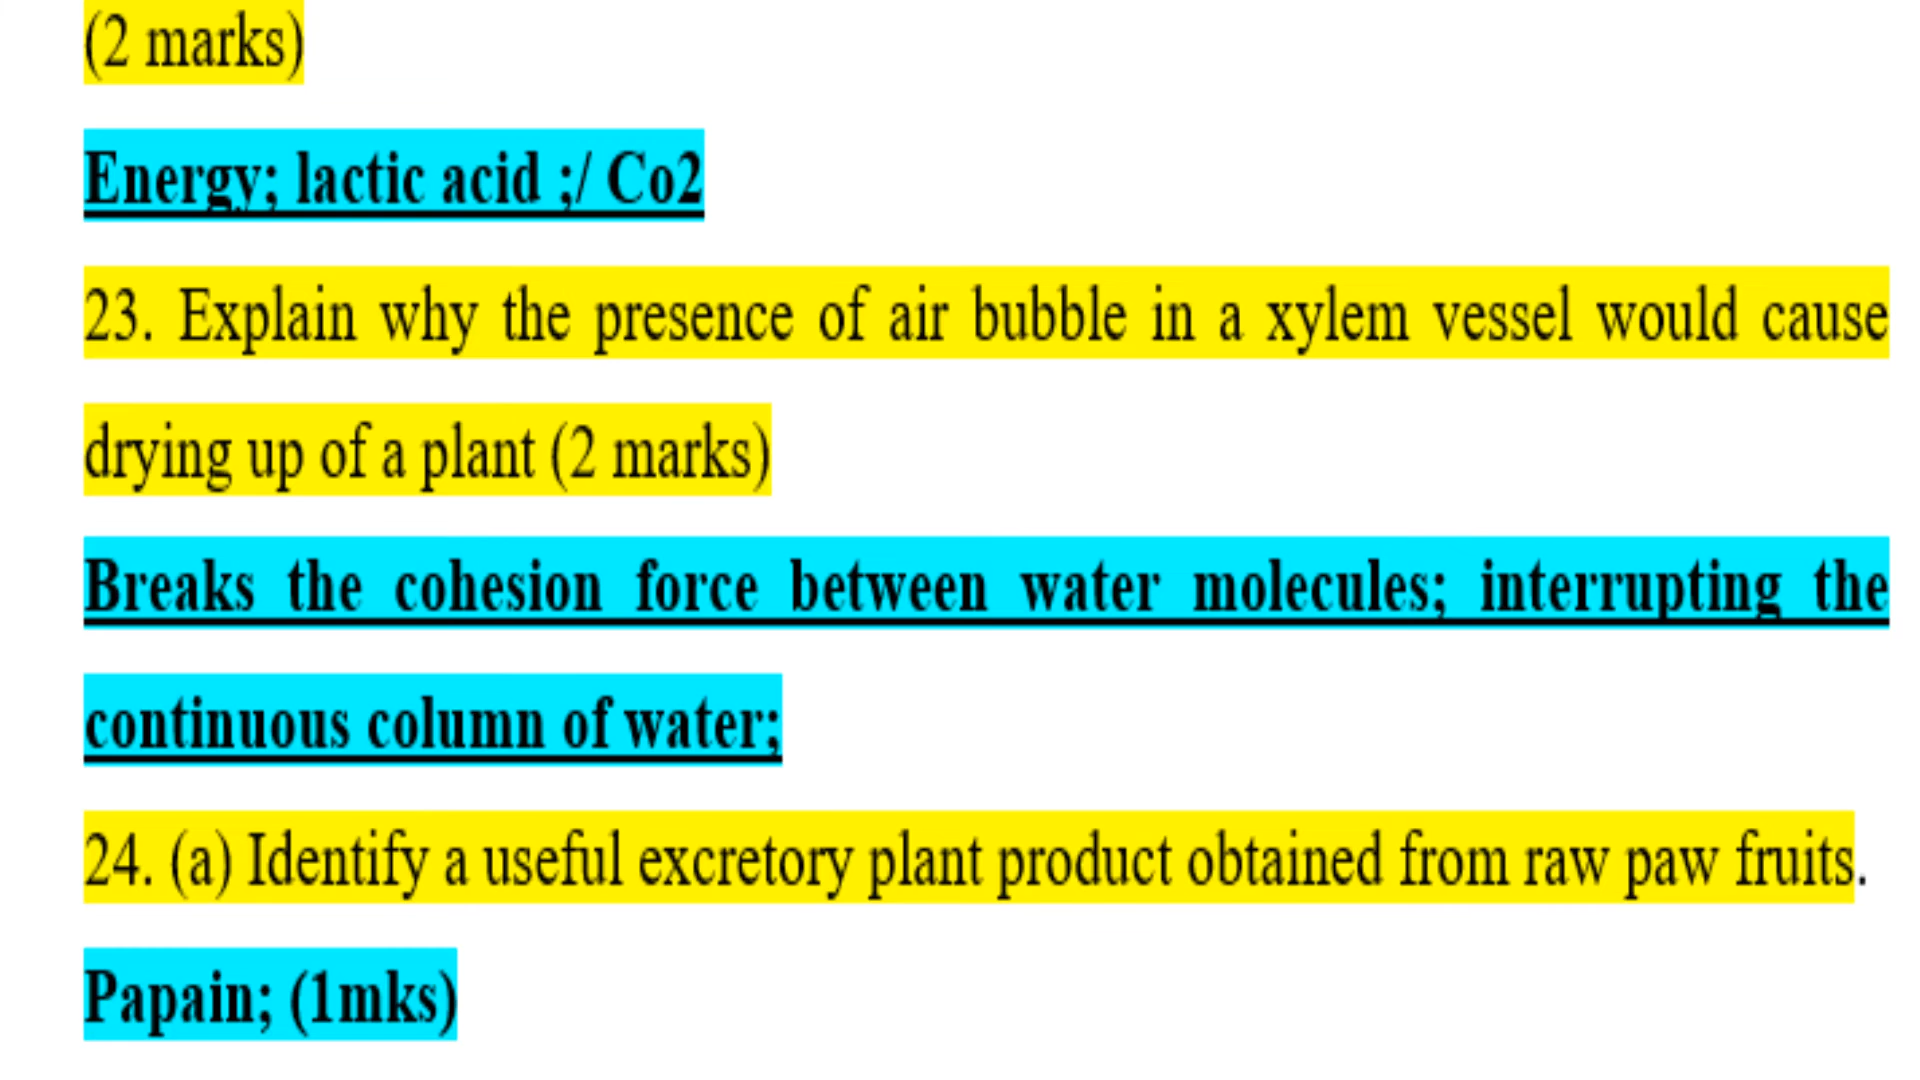 (2 marks)
Energy; lactic acid ;/ Co2
23. Explain why the presence of air bubble in a xylem vessel would cause
drying up of a plant (2 marks)
Breaks the cohesion force between water molecules; interrupting the
continuous column of water;
24. (a) Identify a useful excretory plant product obtained from raw paw fruits.
Papain; (1mks)